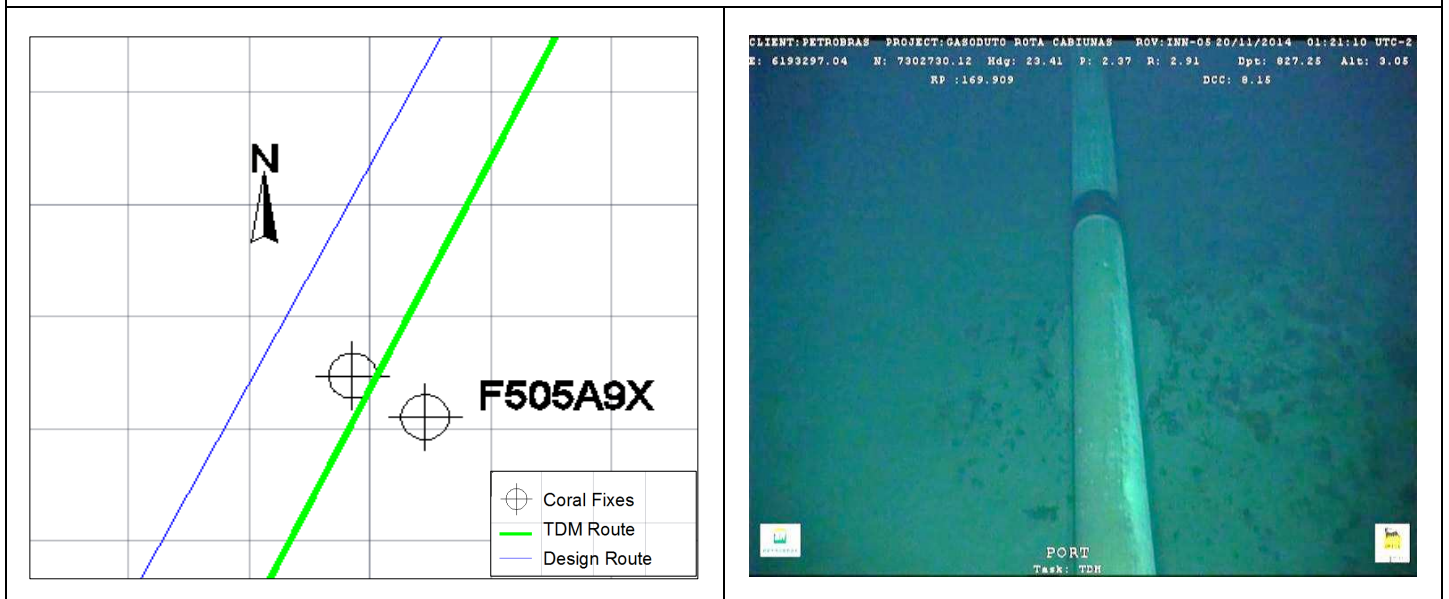 N
F505A9X
Coral Fixes
TDM Route
Design Route
CLIENT:PETROBRAS PROJECT:GASODUTO ROTA CABIUNAS ROV:INN-05 20/11/2014 01:21:10 UTC-2
E: 6193297.04 N: 7302730.12 Hdg: 23.41 P: 2.37 R: 2.91 Dpt: 827.25 Alt: 3.05
RP :169.909 DCC: 8.15
PORT
Task: TDM